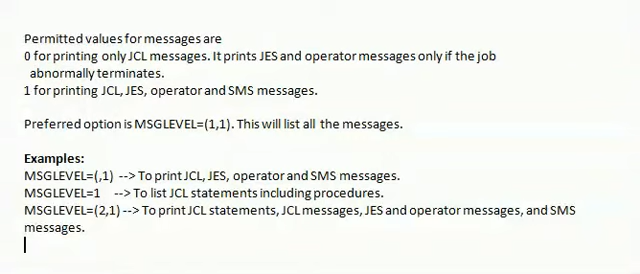 Permitted values for messages are
0 for printing only JCL messages. It prints JES and operator messages only if the job
abnormally terminates.
1 for printing JCL, JES, operator and SMS messages.
Preferred option is MSGLEVEL=(1,1). This will list all the messages.
Examples:
MSGLEVEL=(,1) --> To print JCL, JES, operator and SMS messages.
MSGLEVEL=1 --> To list JCL statements including procedures.
MSGLEVEL=(2,1) --> To print JCL statements, JCL messages, JES and operator messages, and SMS
messages.